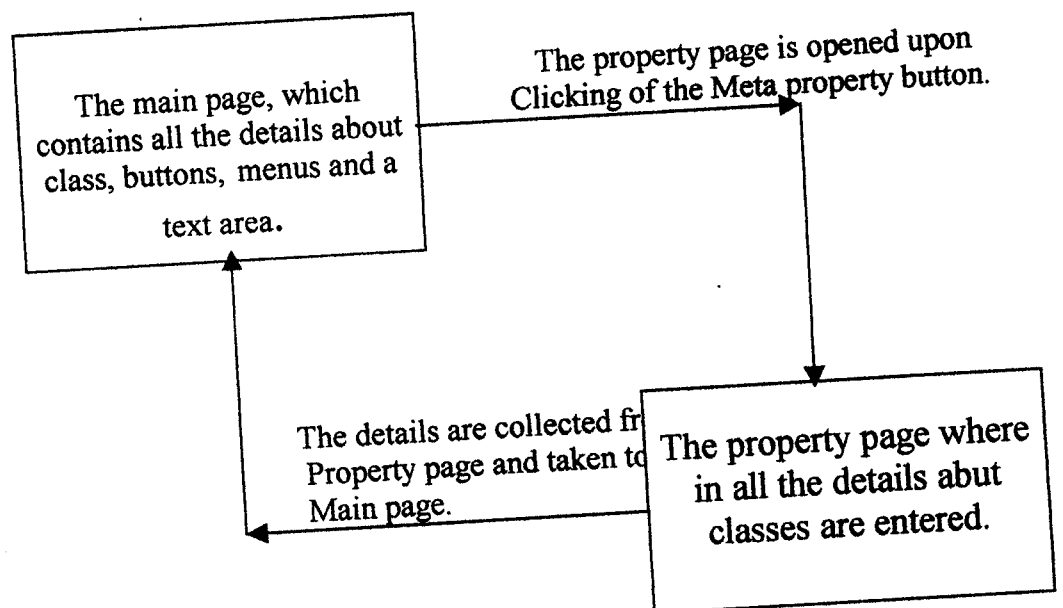 The main page, which
contains all the details about
class, buttons, menus and a
text area.
The property page is opened upon
Clicking of the Meta property button.
The details are collected
Property page and taken to
Main page.
The property page where
in all the details abut
classes are entered.